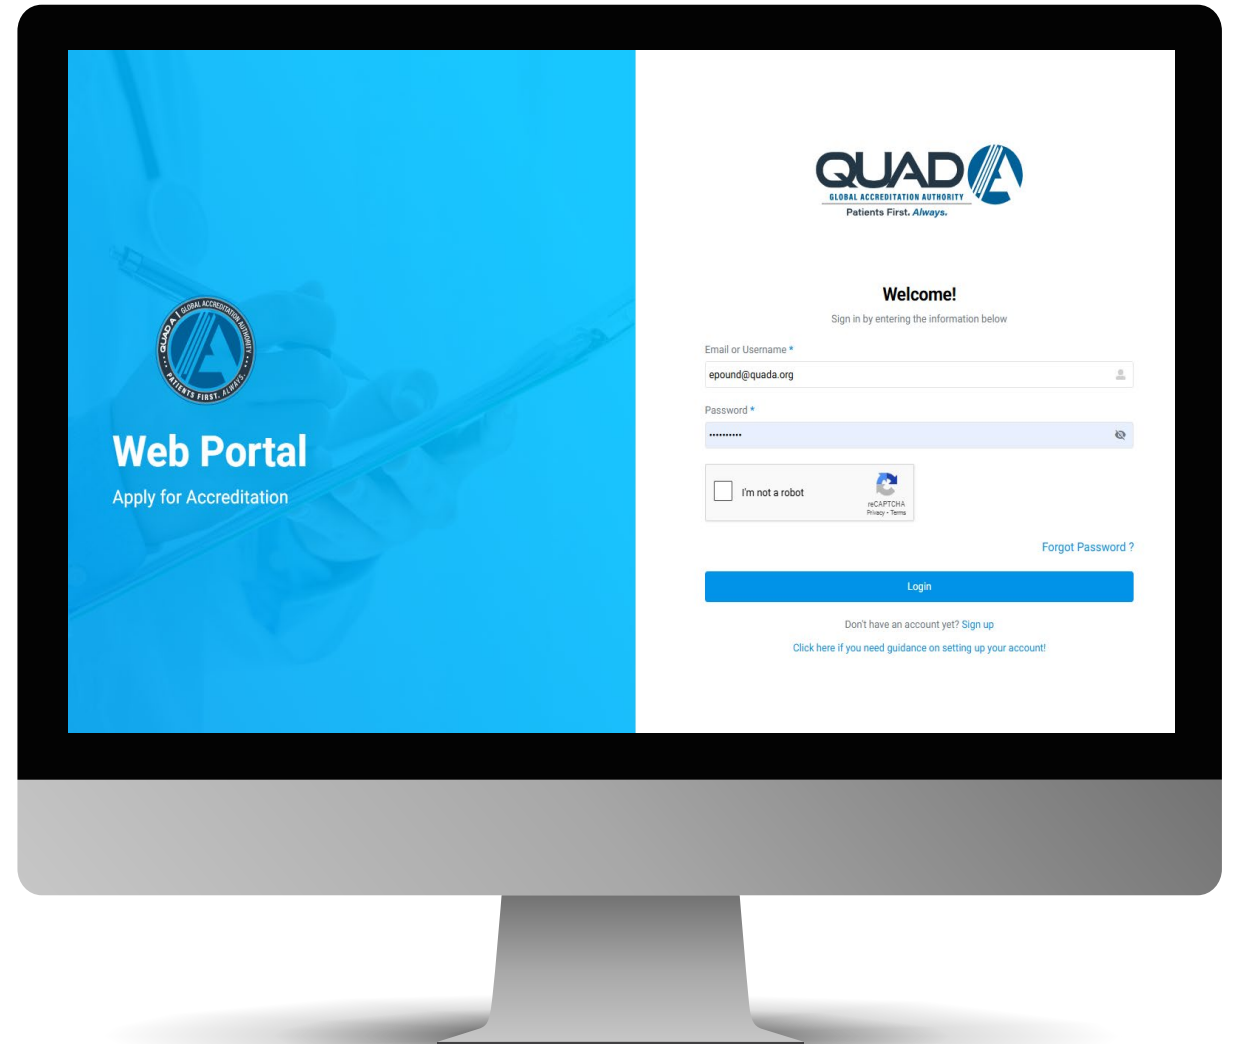 QUAD A | GLOBAL ACCREDITATION AUTHORITY
PATIENTS FIRST. ALWAYS.
Web Portal
Apply for Accreditation
QUAD A
GLOBAL ACCREDITATION AUTHORITY
Patients First. Always.
Welcome!
Sign in by entering the information below
Email or Username *
epound@quada.org
Password *
••••••••••
I'm not a robot
reCAPTCHA
Privacy - Terms
Forgot Password ?
Login
Don't have an account yet? Sign up
Click here if you need guidance on setting up your account!